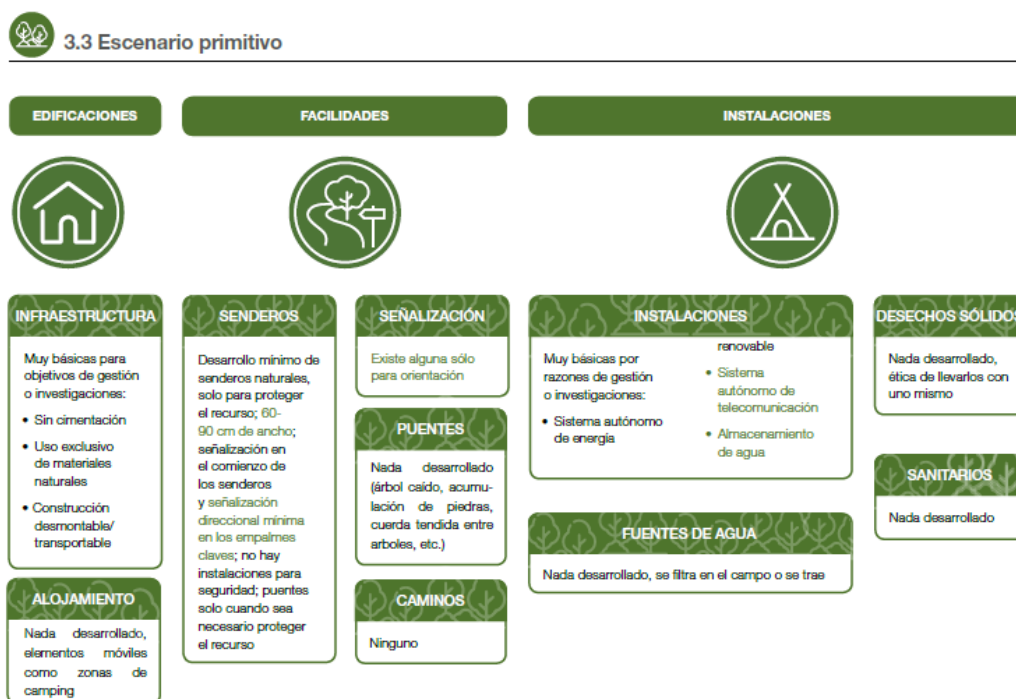 3.3 Escenario primitivo
EDIFICACIONES
FACILIDADES
INSTALACIONES
INFRAESTRUCTURA
Muy básicas para
objetivos de gestión
o investigaciones:
• Sin cimentación
• Uso exclusivo
de materiales
naturales
• Construcción
desmontable/
transportable
ALOJAMIENTO
Nada desarrollado,
elementos móviles
como zonas de
camping
SENDEROS
Desarrollo mínimo de
senderos naturales,
solo para proteger
el recurso; 60-
90 cm de ancho;
señalización en
el comienzo de
los senderos
y señalización
direccional mínima
en los empalmes
claves; no hay
instalaciones para
seguridad; puentes
solo cuando sea
necesario proteger
el recurso
SEÑALIZACIÓN
Existe alguna sólo
para orientación
PUENTES
Nada desarrollado
(árbol caído, acumu-
lación de piedras,
cuerda tendida entre
arboles, etc.)
CAMINOS
Ninguno
INSTALACIONES
Muy básicas por
razones de gestión
o investigaciones:
• Sistema autónomo
de energía
renovable
• Sistema
autónomo de
telecomunicación
• Almacenamiento
de agua
FUENTES DE AGUA
Nada desarrollado, se filtra en el campo o se trae
DESECHOS SÓLIDOS
Nada desarrollado,
ética de llevarlos con
uno mismo
SANITARIOS
Nada desarrollado